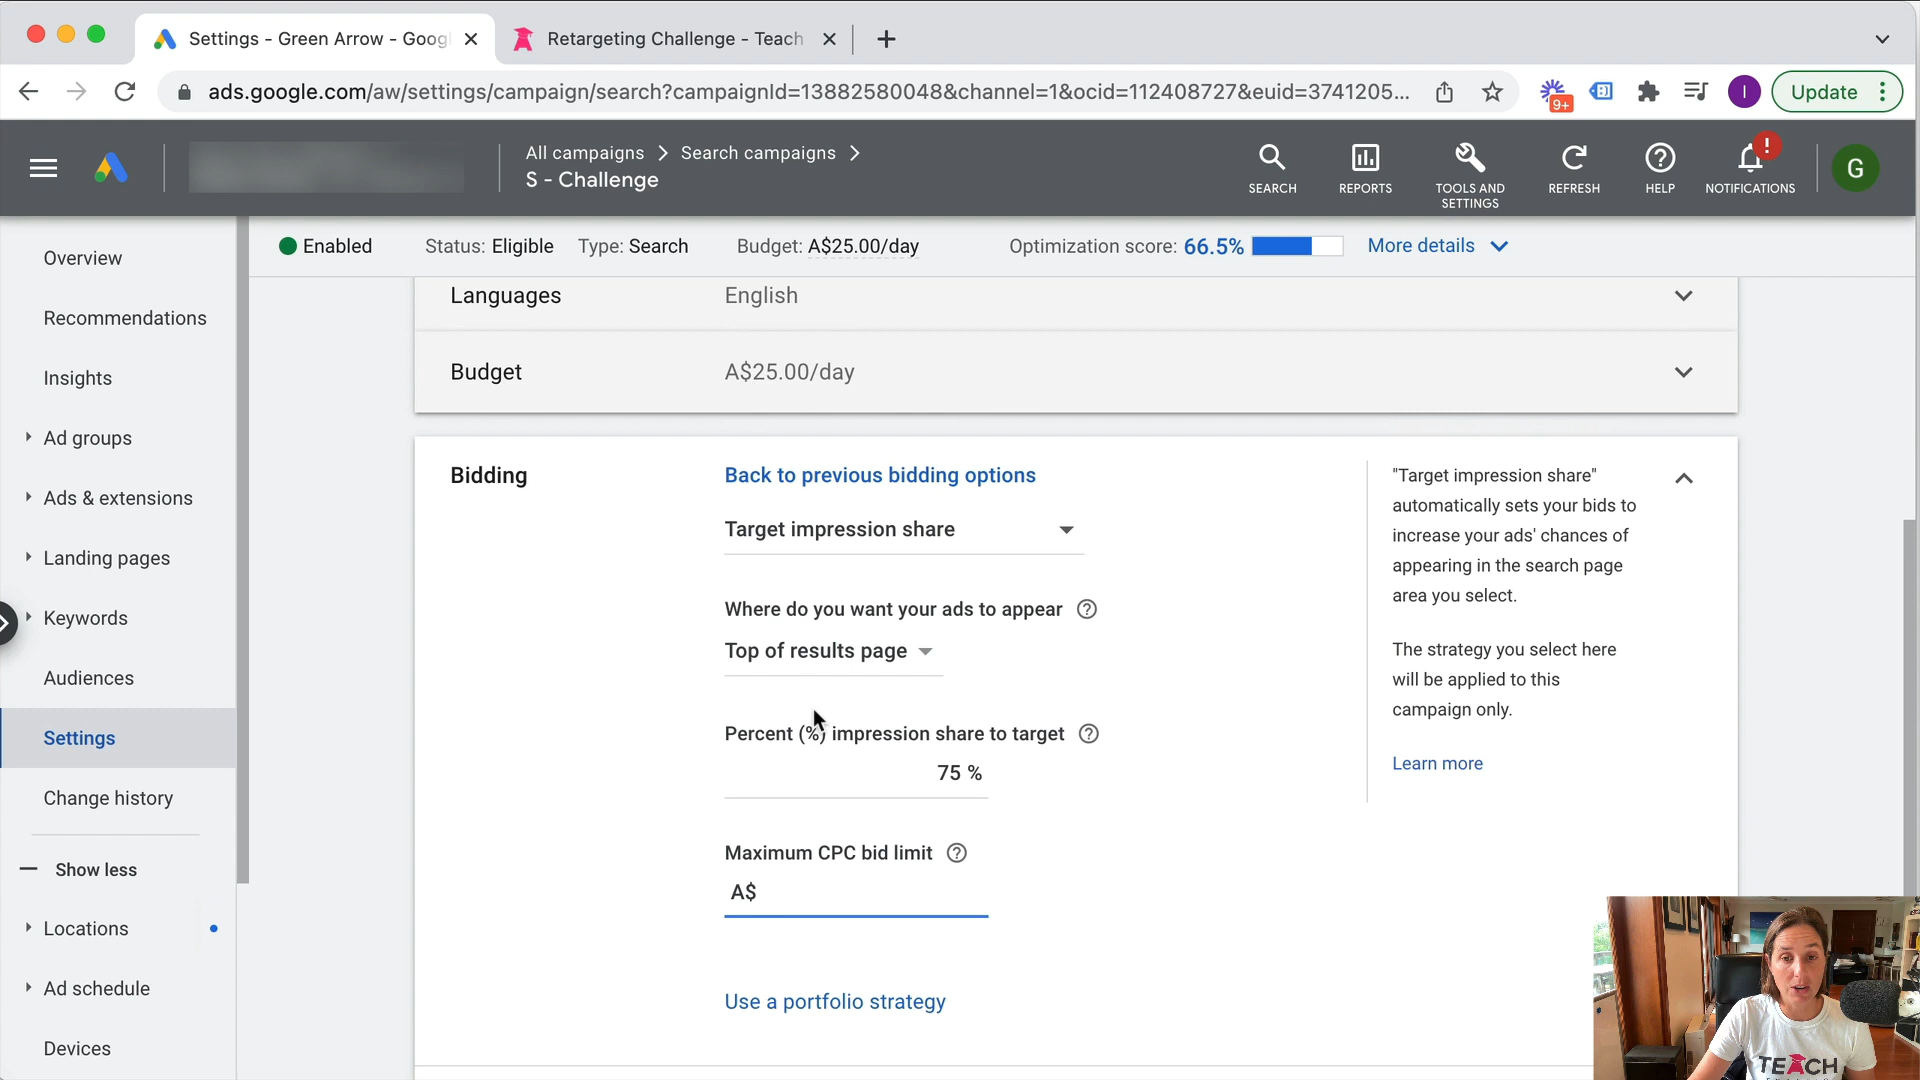 Settings - Green Arrow - Goog
Retargeting Challenge - Teach
ads.google.com/aw/settings/campaign/search?campaignId=13882580048&channel=1&ocid=112408727&euid=3741205...
9+
I
Update
All campaigns > Search campaigns >
S - Challenge
SEARCH
REPORTS
TOOLS AND
SETTINGS
REFRESH
HELP
!
NOTIFICATIONS
G
Enabled
Status: Eligible
Type: Search
Budget: A$25.00/day
Optimization score: 66.5%
More details
Overview
Recommendations
Insights
Ad groups
Ads & extensions
Landing pages
Keywords
Audiences
Settings
Change history
Show less
Locations
Ad schedule
Devices
Languages
English
Budget
A$25.00/day
Bidding
Back to previous bidding options
Target impression share
Where do you want your ads to appear
Top of results page
Percent (%) impression share to target
75 %
Maximum CPC bid limit
A$
Use a portfolio strategy
"Target impression share"
automatically sets your bids to
increase your ads' chances of
appearing in the search page
area you select.
The strategy you select here
will be applied to this
campaign only.
Learn more
TEACH